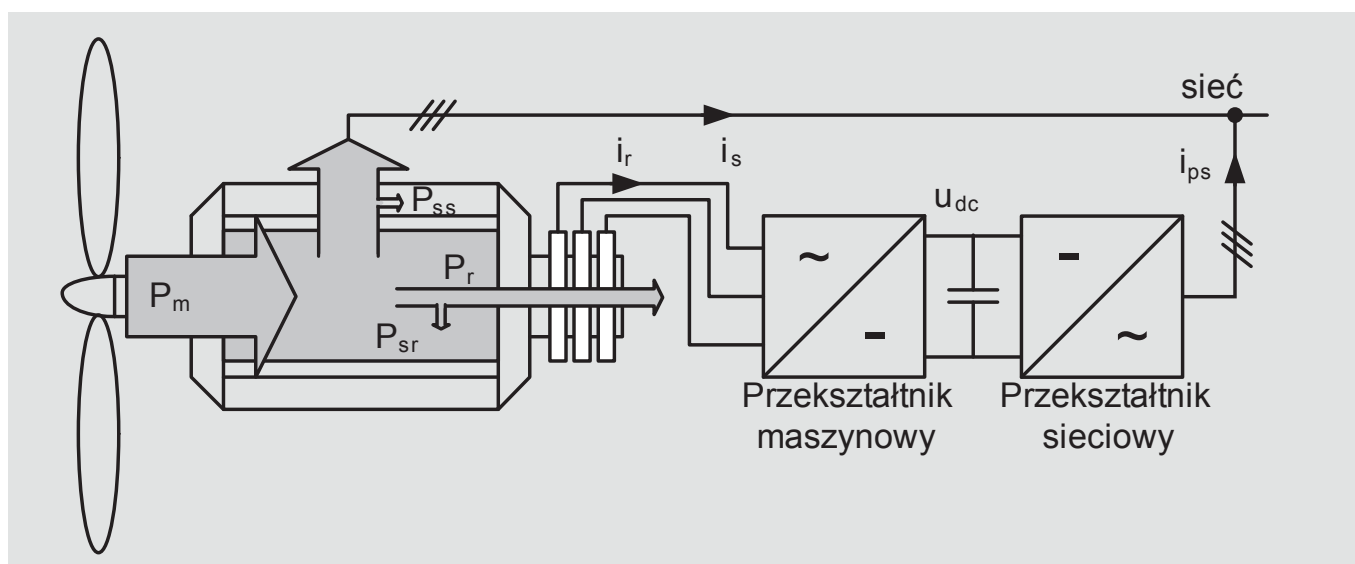 sieć
i_r
i_s
i_ps
P_ss
u_dc
~
-
P_r
P_m
-
~
P_sr
Przekształtnik
maszynowy
Przekształtnik
sieciowy